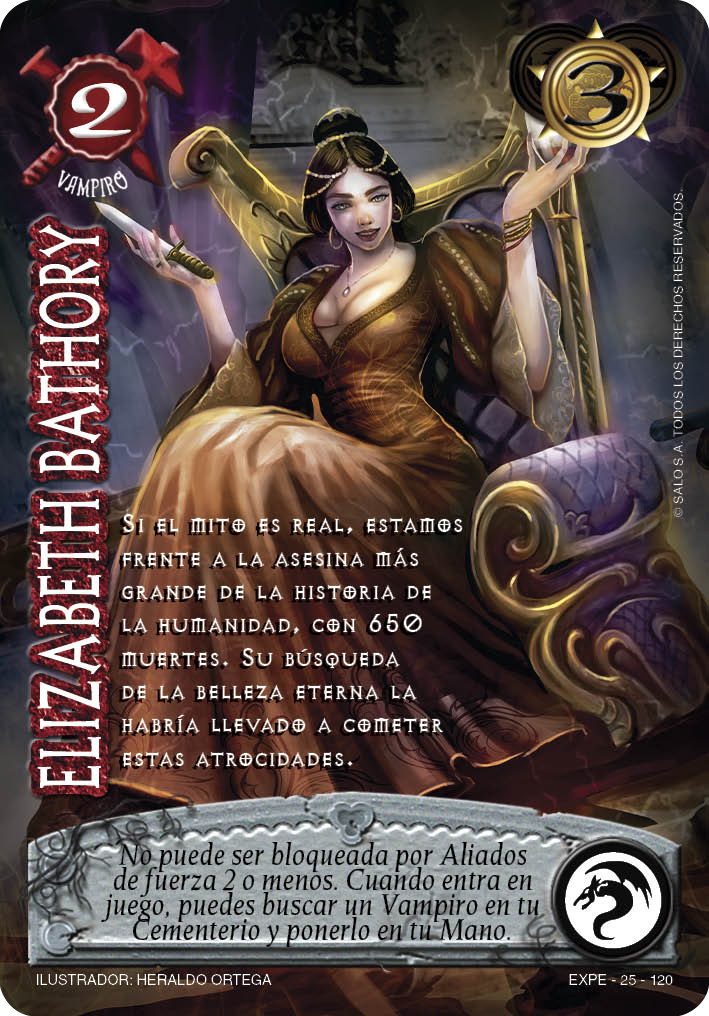 2
VAMPIRO
3
ELIZABETH BATHORY
© SALO S.A. TODOS LOS DERECHOS RESERVADOS.
Si el mito es real, estamos
frente a la asesina más
grande de la historia de
la humanidad, con 650
muertes. Su búsqueda
de la belleza eterna la
habría llevado a cometer
estas atrocidades.
No puede ser bloqueada por Aliados
de fuerza 2 o menos. Cuando entra en
juego, puedes buscar un Vampiro en tu
Cementerio y ponerlo en tu Mano.
ILUSTRADOR: HERALDO ORTEGA
EXPE - 25 - 120